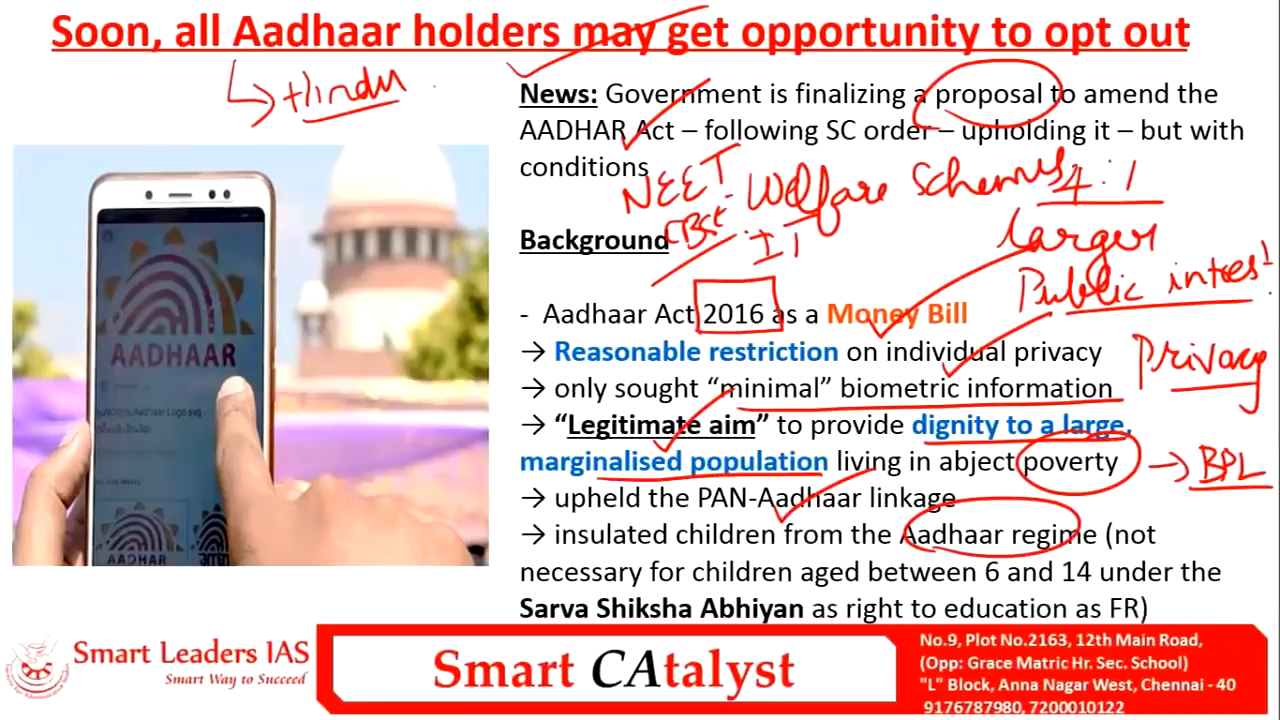 Soon, all Aadhaar holders may get opportunity to opt out
Hindu
News: Government is finalizing a proposal to amend the
AADHAR Act – following SC order – upholding it – but with
conditions
NEET Welfare Schemes 4:1
CBSE
IT
larger
Public
Background
- Aadhaar Act 2016 as a Money Bill
→ Reasonable restriction on individual privacy
Privacy
→ only sought “minimal” biometric information
→ “Legitimate aim” to provide dignity to a large,
marginalised population living in abject poverty
→ BPL
→ upheld the PAN-Aadhaar linkage
→ insulated children from the Aadhaar regime (not
necessary for children aged between 6 and 14 under the
Sarva Shiksha Abhiyan as right to education as FR)
AADHAAR
AADHAR
Smart Leaders IAS
Smart Way to Succeed
Smart CAtalyst
No.9, Plot No.2163, 12th Main Road,
(Opp: Grace Matric Hr. Sec. School)
"L" Block, Anna Nagar West, Chennai - 40
9176787980, 7200010122